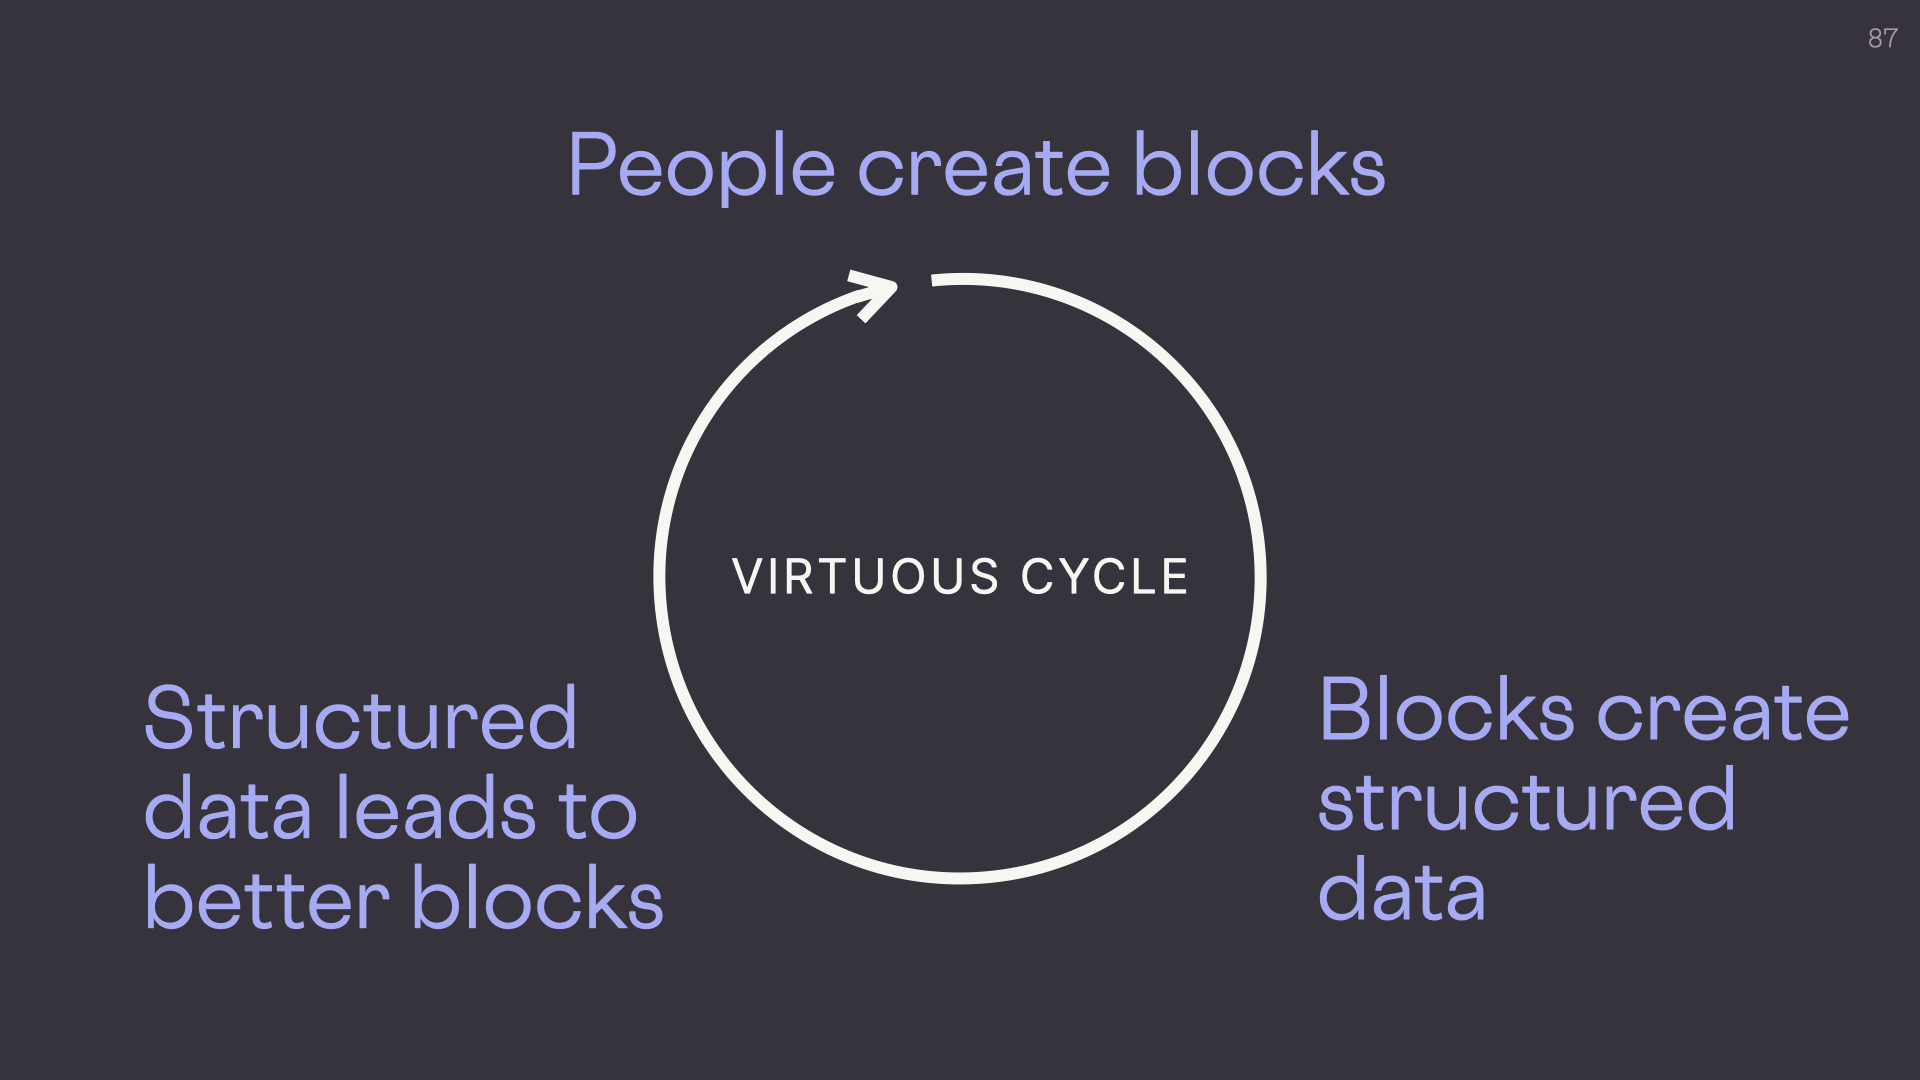 87
People create blocks
VIRTUOUS CYCLE
Structured
data leads to
better blocks
Blocks create
structured
data